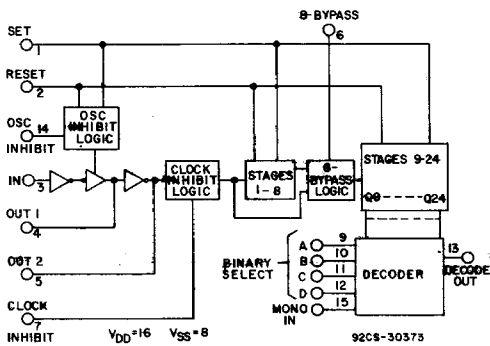 8-BYPASS
6
SET
1
RESET
2
OSC
INHIBIT
14
OSC
INHIBIT
LOGIC
IN
3
CLOCK
INHIBIT
LOGIC
STAGES
1-8
8-
BYPASS
LOGIC
STAGES 9-24
Q9 Q24
OUT 1
4
OUT 2
5
CLOCK
INHIBIT
7
BINARY
SELECT
A 9
B 10
C 11
D 12
MONO
IN
15
DECODER
13
DECODE
OUT
VDD=16 VSS=8
92CS-30373